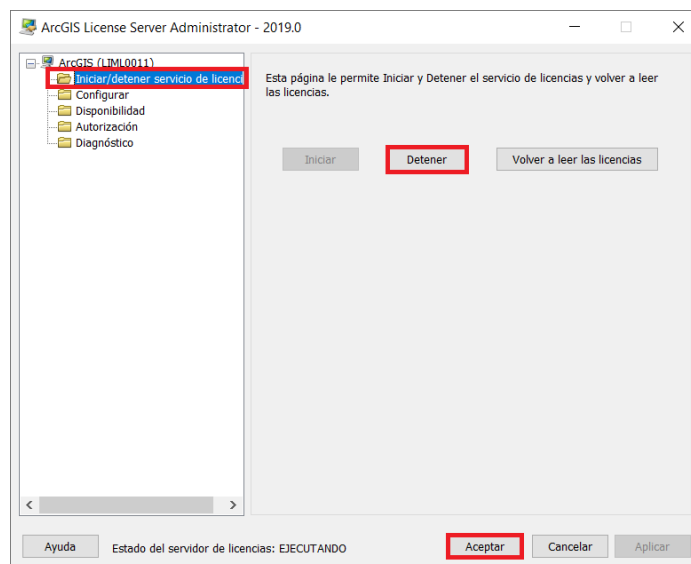 ArcGIS License Server Administrator - 2019.0
ArcGIS (LIML0011)
Iniciar/detener servicio de licenci
Configurar
Disponibilidad
Autorización
Diagnóstico
Esta página le permite Iniciar y Detener el servicio de licencias y volver a leer
las licencias.
Iniciar Detener Volver a leer las licencias
Ayuda Estado del servidor de licencias: EJECUTANDO Aceptar Cancelar Aplicar